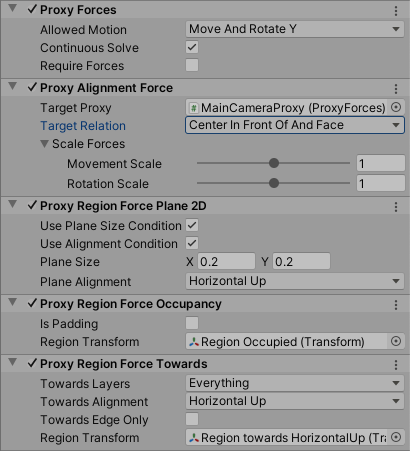 Proxy Forces
Allowed Motion Move And Rotate Y
Continuous Solve
Require Forces
Proxy Alignment Force
Target Proxy # MainCameraProxy (ProxyForces)
Target Relation Center In Front Of And Face
Scale Forces
Movement Scale 1
Rotation Scale 1
Proxy Region Force Plane 2D
Use Plane Size Condition
Use Alignment Condition
Plane Size X 0.2 Y 0.2
Plane Alignment Horizontal Up
Proxy Region Force Occupancy
Is Padding
Region Transform Region Occupied (Transform)
Proxy Region Force Towards
Towards Layers Everything
Towards Alignment Horizontal Up
Towards Edge Only
Region Transform Region towards HorizontalUp (Tra